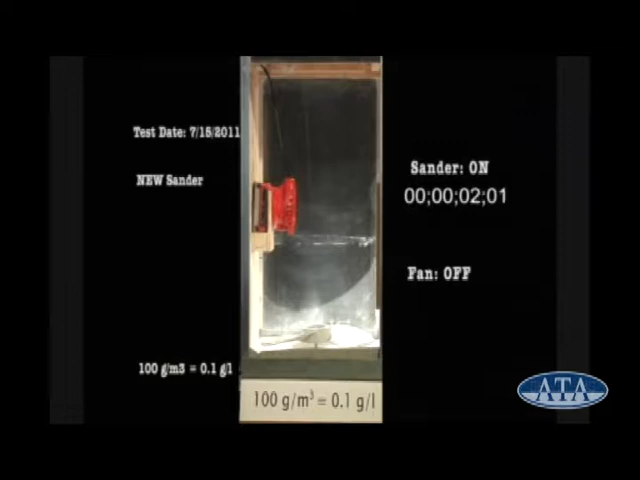 Test Date: 7/15/2011
NEW Sander
Sander: ON
00;00;02;01
Fan: OFF
100 g/m3 = 0.1 g/l
100 g/m³ = 0.1 g/l
ATA